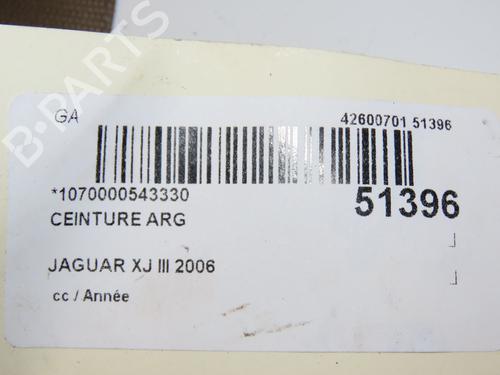 B-PARTS
GA
42600701 51396
*1070000543330
51396
CEINTURE ARG
JAGUAR XJ III 2006
cc / Année